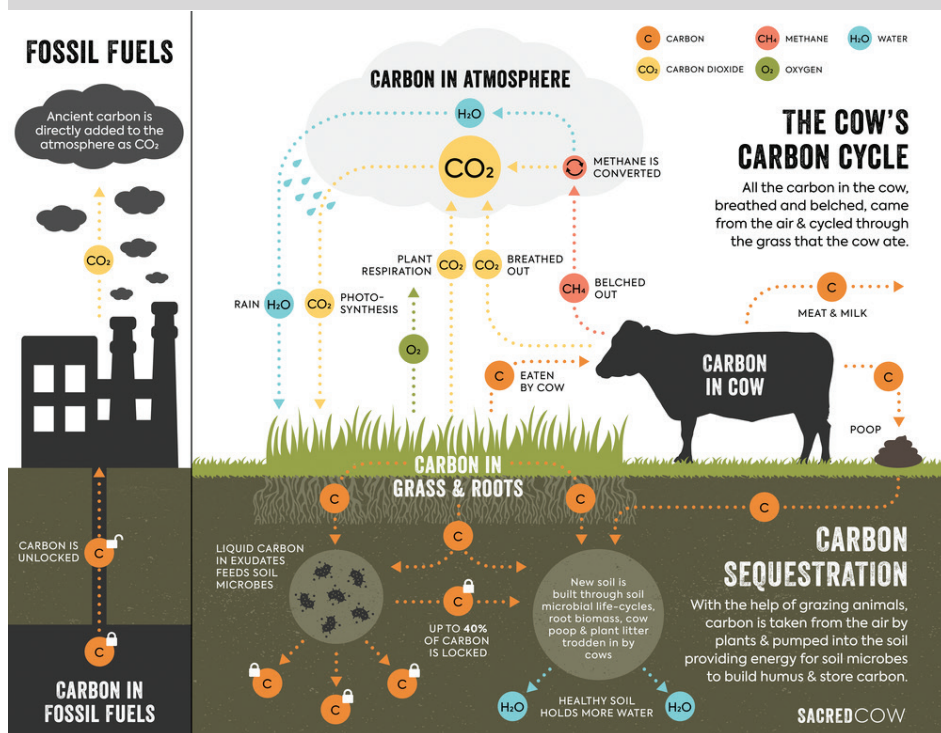 FOSSIL FUELS
Ancient carbon is
directly added to the
atmosphere as CO₂
CO₂
CARBON IS
UNLOCKED
C
C
CARBON IN
FOSSIL FUELS
C CARBON
CH₄ METHANE
H₂O WATER
CO₂ CARBON DIOXIDE
O₂ OXYGEN
CARBON IN ATMOSPHERE
H₂O
CO₂
METHANE IS
CONVERTED
THE COW'S
CARBON CYCLE
All the carbon in the cow,
breathed and belched, came
from the air & cycled through
the grass that the cow ate.
RAIN H₂O
CO₂ PHOTO-
SYNTHESIS
O₂
PLANT
RESPIRATION
CO₂
CO₂
BREATHED
OUT
CH₄
BELCHED
OUT
C
EATEN
BY COW
CARBON
IN COW
C
MEAT & MILK
C
POOP
CARBON IN
GRASS & ROOTS
C
C
C
C
LIQUID CARBON
IN EXUDATES
FEEDS SOIL
MICROBES
C
UP TO 40%
OF CARBON
IS LOCKED
C
C
C
New soil is
built through soil
microbial life-cycles,
root biomass, cow
poop & plant litter
trodden in by
cows
H₂O
HEALTHY SOIL
HOLDS MORE WATER
H₂O
CARBON
SEQUESTRATION
With the help of grazing animals,
carbon is taken from the air by
plants & pumped into the soil
providing energy for soil microbes
to build humus & store carbon.
SACREDCOW